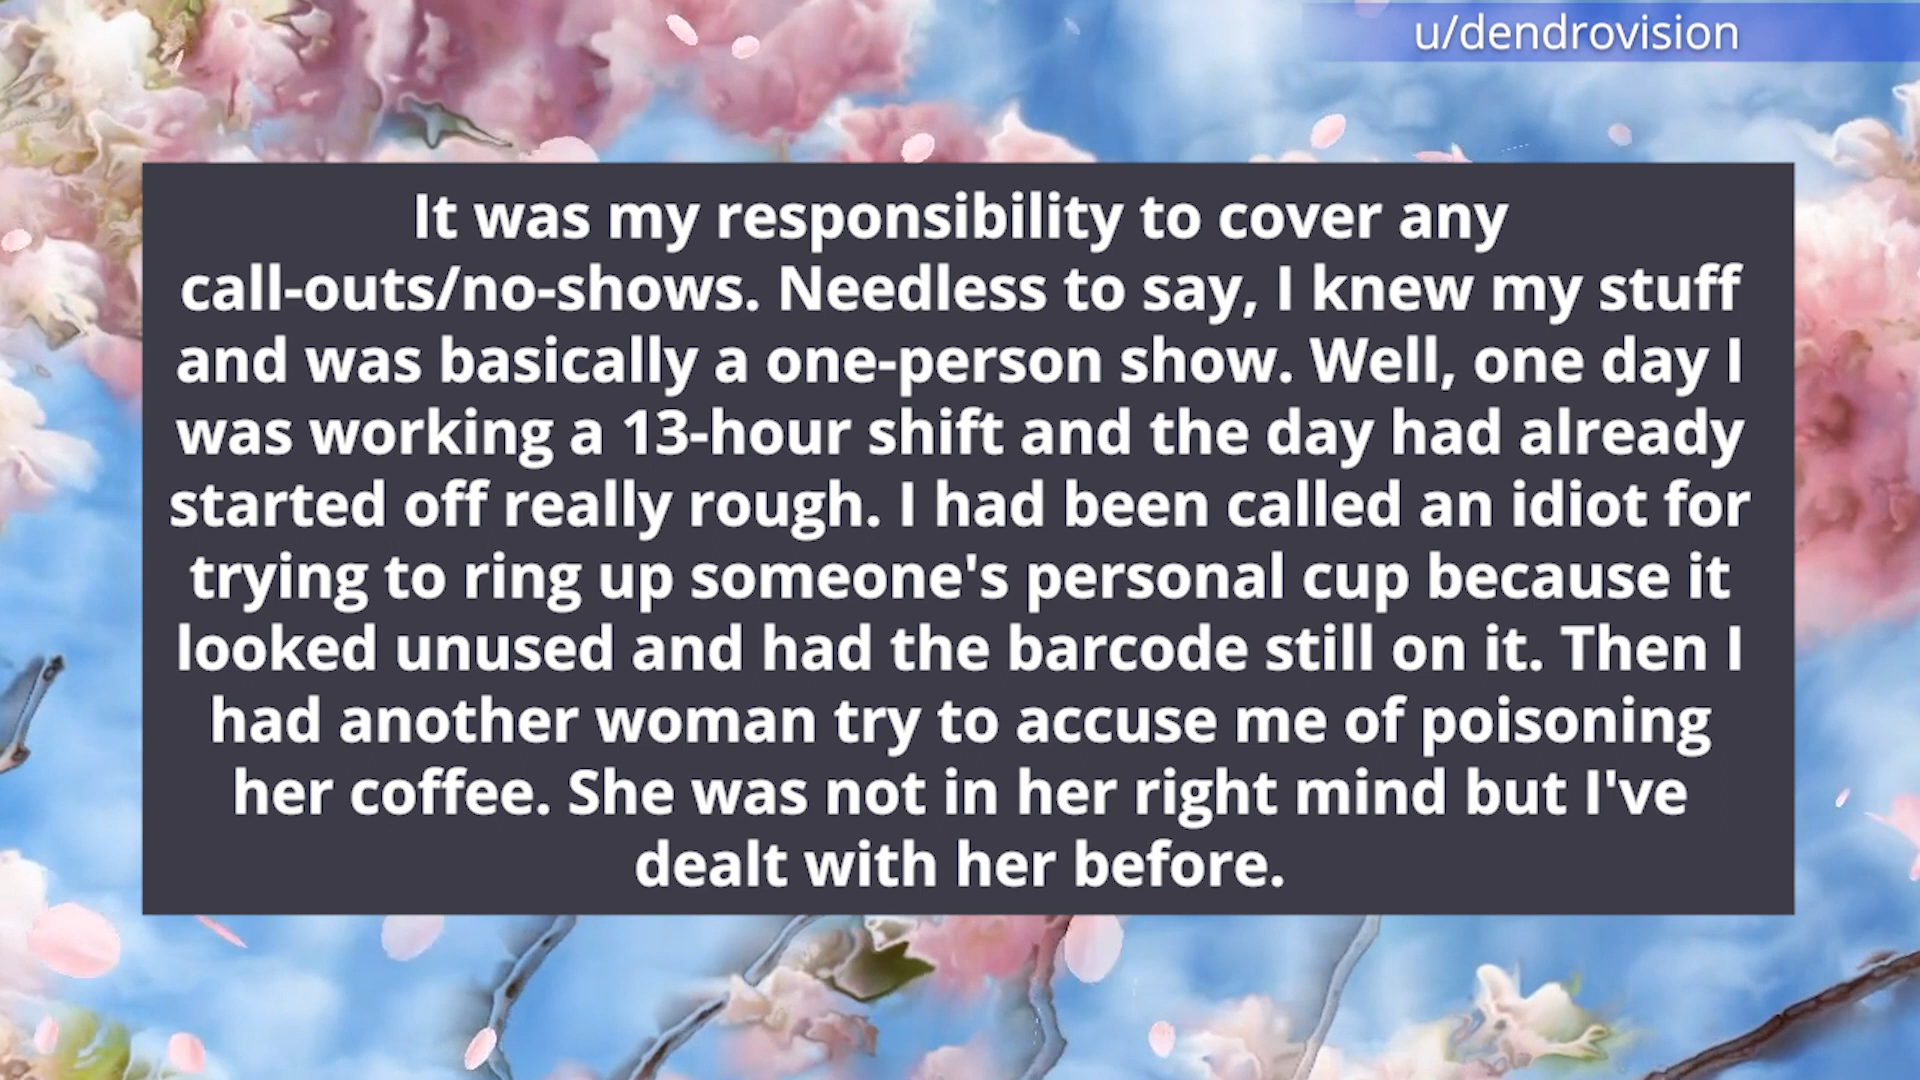 u/dendrovision
It was my responsibility to cover any
call-outs/no-shows. Needless to say, I knew my stuff
and was basically a one-person show. Well, one day I
was working a 13-hour shift and the day had already
started off really rough. I had been called an idiot for
trying to ring up someone's personal cup because it
looked unused and had the barcode still on it. Then I
had another woman try to accuse me of poisoning
her coffee. She was not in her right mind but I've
dealt with her before.